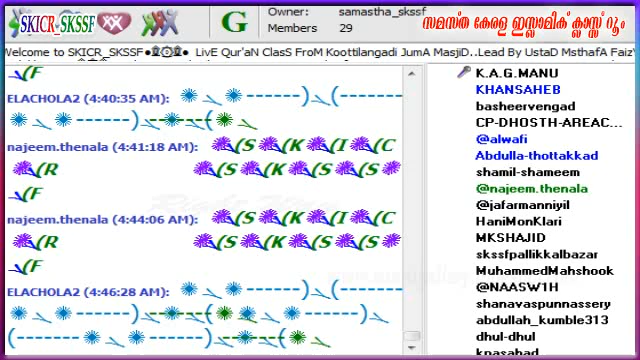 SKICR_SKSSF
G
Owner: samastha_skssf
Members 29
സമസ്ത കേരള ഇസ്ലാമിക് ക്ലാസ്സ് റൂം
Welcome to SKICR_SKSSF LivE Qur'aN ClasS FroM Koottilangadi JumA MasjiD..Lead By UstaD MsthafA FaiZ
\(F
ELACHOLA2 (4:40:35 AM):
najeem.thenala (4:41:18 AM): \(S \(K \(I \(C
\(R \(S \(K \(S \(S
\(F
najeem.thenala (4:44:06 AM): \(S \(K \(I \(C
\(R \(S \(K \(S \(S
\(F
ELACHOLA2 (4:46:28 AM):
K.A.G.MANU
KHANSAHEB
basheervengad
CP-DHOSTH-AREAC...
@alwafi
Abdulla-thottakkad
shamil-shameem
@najeem.thenala
@jafarmanniyil
HaniMonKlari
MKSHAJID
skssfpallikkalbazar
MuhammedMahshook
@NAASW1H
shanavaspunnassery
abdullah_kumble313
dhul-dhul
kpasahad